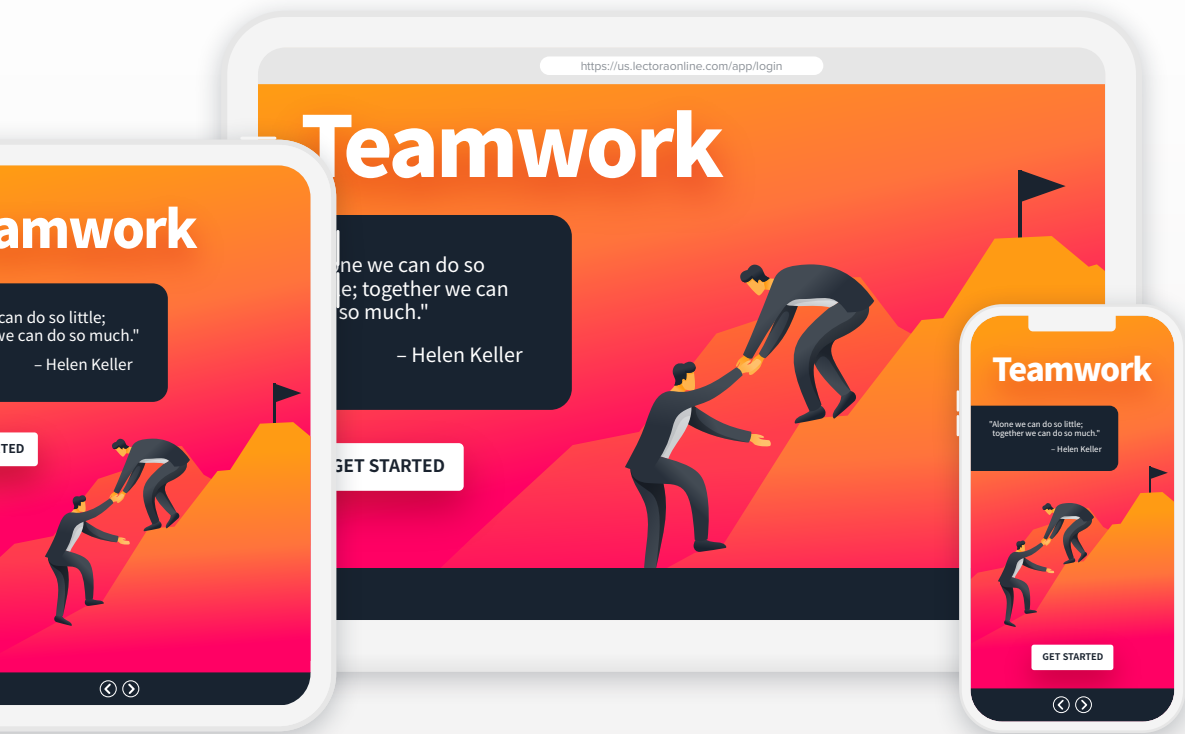 https://us.lectoraonline.com/app/login
Teamwork
ne we can do so
le; together we can
so much."
– Helen Keller
GET STARTED
amwork
can do so little;
we can do so much."
– Helen Keller
TED
Teamwork
"Alone we can do so little;
together we can do so much."
– Helen Keller
GET STARTED